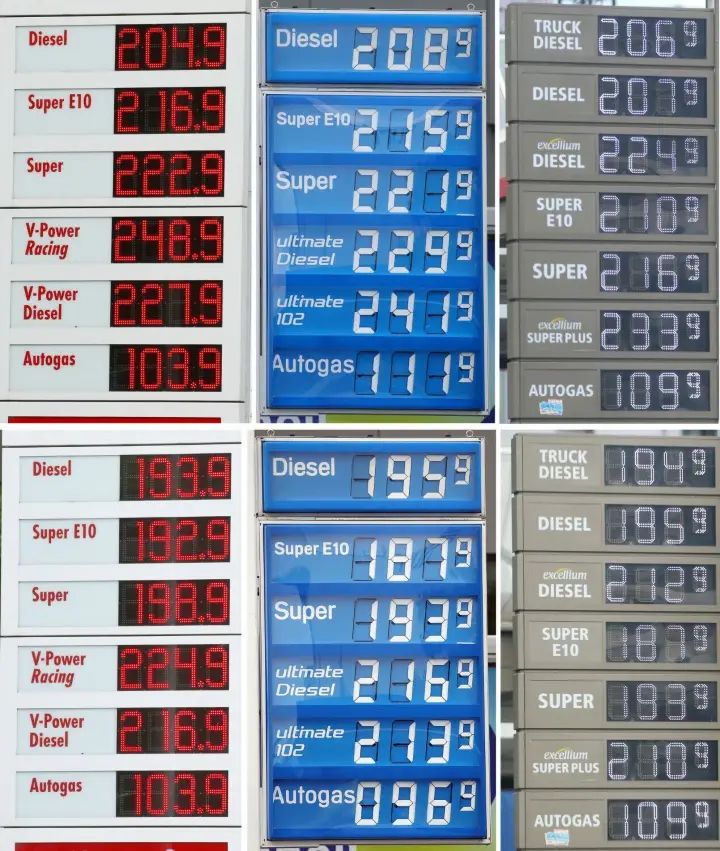 Diesel 204.9
Super E10 216.9
Super 222.9
V-Power
Racing 248.9
V-Power
Diesel 227.9
Autogas 103.9
Diesel 208 9
Super E10 215 9
Super 221 9
ultimate
Diesel 229 9
ultimate
102 241 9
Autogas 111 9
TRUCK
DIESEL 206 9
DIESEL 207 9
excellium
DIESEL 224 9
SUPER
E10 210 9
SUPER 216 9
excellium
SUPER PLUS 233 9
AUTOGAS 109 9
Diesel 193.9
Super E10 192.9
Super 198.9
V-Power
Racing 224.9
V-Power
Diesel 216.9
Autogas 103.9
Diesel 195 9
Super E10 187 9
Super 193 9
ultimate
Diesel 216 9
ultimate
102 213 9
Autogas 096 9
TRUCK
DIESEL 194 9
DIESEL 195 9
excellium
DIESEL 212 9
SUPER
E10 187 9
SUPER 193 9
excellium
SUPER PLUS 210 9
AUTOGAS 109 9